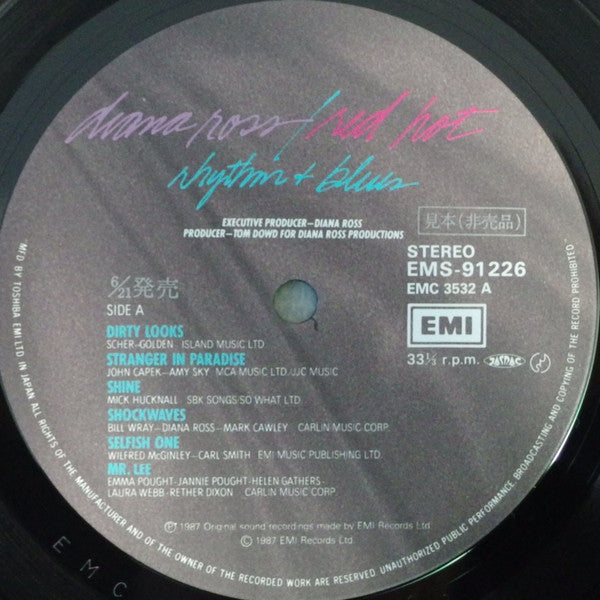 diana ross/red hot
rhythm + blues
EXECUTIVE PRODUCER—DIANA ROSS
PRODUCER—TOM DOWD FOR DIANA ROSS PRODUCTIONS
見本(非売品)
STEREO
EMS-91226
EMC 3532 A
EMI
33⅓ r.p.m. JASRAC
6/21発売
SIDE A
DIRTY LOOKS
SCHER–GOLDEN ISLAND MUSIC LTD
STRANGER IN PARADISE
JOHN CAPEK–AMY SKY MCA MUSIC LTD./JC MUSIC
SHINE
MICK HUCKNALL SBK SONGS/SO WHAT LTD.
SHOCKWAVES
BILL WRAY–DIANA ROSS–MARK CAWLEY CARLIN MUSIC CORP.
SELFISH ONE
WILFRED McGINLEY–CARL SMITH EMI MUSIC PUBLISHING LTD.
MR. LEE
EMMA POUGHT-JANNIE POUGHT-HELEN GATHERS
LAURA WEBB-RETHER DIXON CARLIN MUSIC CORP
℗ 1987 Original sound recordings made by EMI Records Ltd.
© 1987 EMI Records Ltd.
MFD BY TOSHIBA EMI LTD. IN JAPAN ALL RIGHTS OF THE MANUFACTURER AND OF THE OWNER OF THE RECORDED WORK ARE RESERVED. UNAUTHORIZED PUBLIC PERFORMANCE, BROADCASTING AND COPYING OF THE RECORD PROHIBITED
EMC